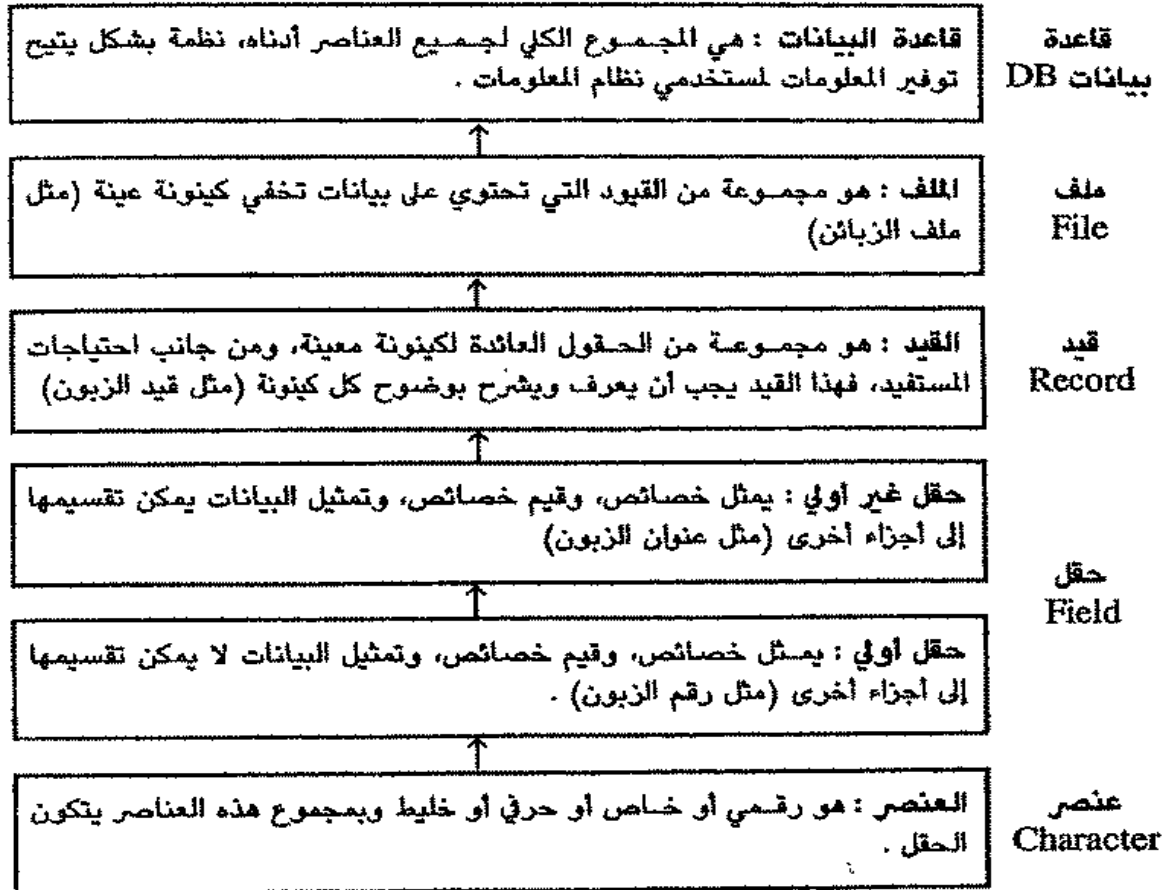 قاعدة
بيانات DB
قاعدة البيانات : هي المجموع الكلي لجميع العناصر أدناه، نظمة بشكل يتيح
توفير المعلومات لمستخدمي نظام المعلومات .
ملف
File
الملف : هو مجموعة من القيود التي تحتوي على بيانات تخفي كينونة عينة (مثل
ملف الزبائن)
قيد
Record
القيد : هو مجموعة من الحقول العائدة لكينونة معينة، ومن جانب احتياجات
المستفيد، فهذا القيد يجب أن يعرف ويشرح بوضوح كل كينونة (مثل قيد الزبون)
حقل
Field
حقل غير أولي : يمثل خصائص، وقيم خصائص، وتمثيل البيانات يمكن تقسيمها
إلى أجزاء أخرى (مثل عنوان الزبون)
حقل أولي : يمثل خصائص، وقيم خصائص، وتمثيل البيانات لا يمكن تقسيمها
إلى أجزاء أخرى (مثل رقم الزبون) .
عنصر
Character
العنصر : هو رقمي أو خاص أو حرفي أو خليط وبمجموع هذه العناصر يتكون
الحقل .